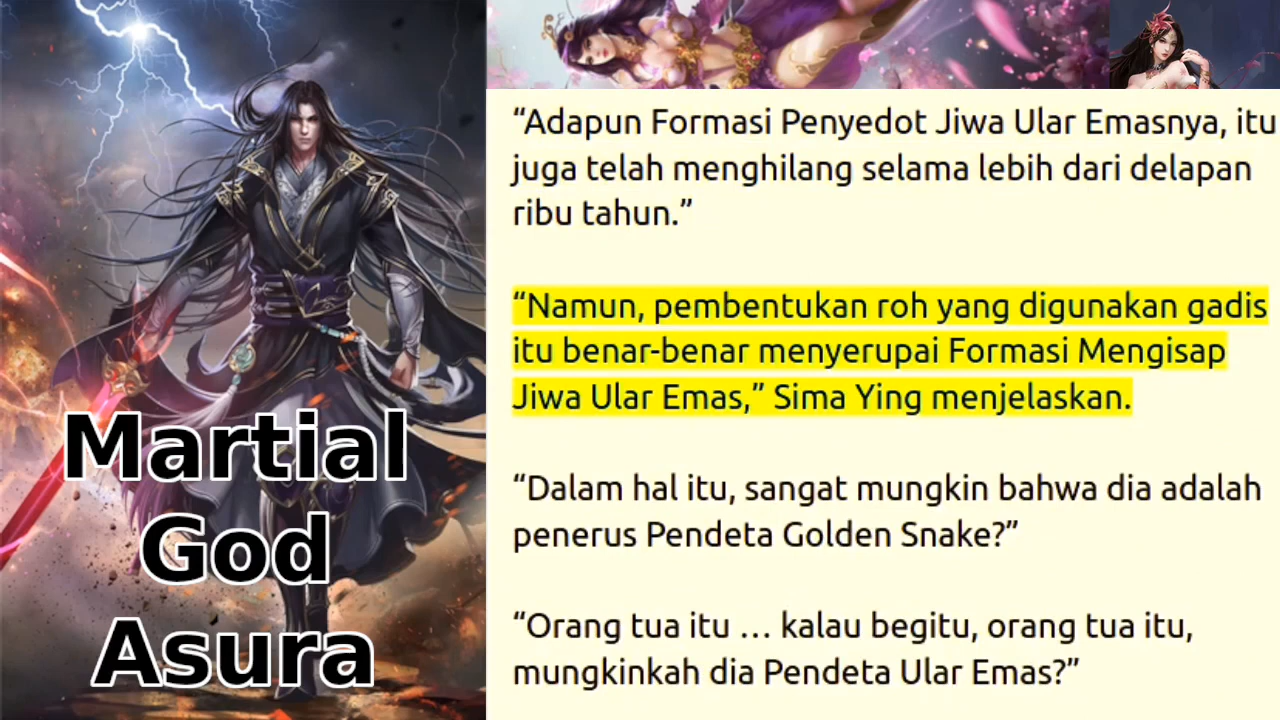 Martial
God
Asura
“Adapun Formasi Penyedot Jiwa Ular Emasnya, itu
juga telah menghilang selama lebih dari delapan
ribu tahun.”
“Namun, pembentukan roh yang digunakan gadis
itu benar-benar menyerupai Formasi Mengisap
Jiwa Ular Emas,” Sima Ying menjelaskan.
“Dalam hal itu, sangat mungkin bahwa dia adalah
penerus Pendeta Golden Snake?”
“Orang tua itu … kalau begitu, orang tua itu,
mungkinkah dia Pendeta Ular Emas?”